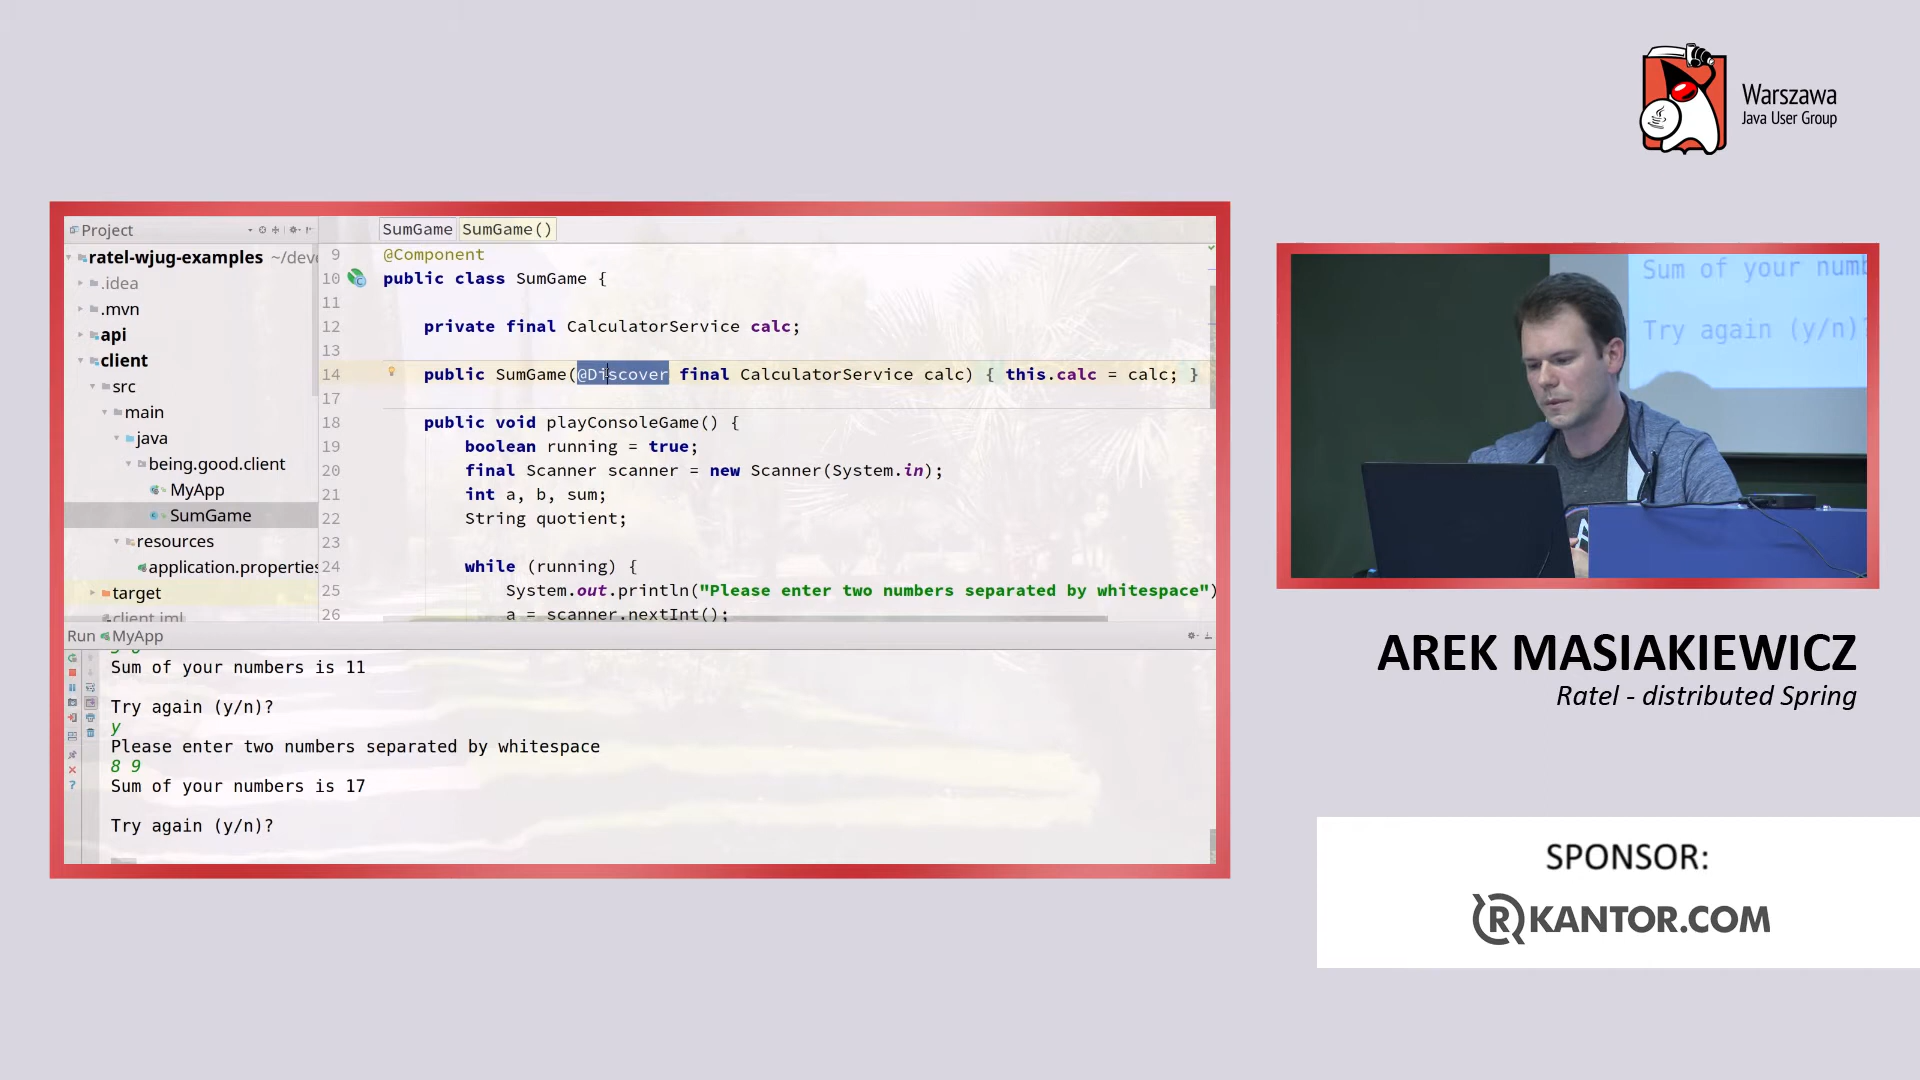 Warszawa
Java User Group
Project
ratel-wjug-examples ~/deve
.idea
.mvn
api
client
src
main
java
being.good.client
MyApp
SumGame
resources
application.properties
target
client.iml
SumGame SumGame()
9 @Component
10 public class SumGame {
11
12 private final CalculatorService calc;
13
14 public SumGame(@Discover final CalculatorService calc) { this.calc = calc; }
17
18 public void playConsoleGame() {
19 boolean running = true;
20 final Scanner scanner = new Scanner(System.in);
21 int a, b, sum;
22 String quotient;
23
24 while (running) {
25 System.out.println("Please enter two numbers separated by whitespace")
26 a = scanner.nextInt();
Run MyApp
Sum of your numbers is 11
Try again (y/n)?
y
Please enter two numbers separated by whitespace
8 9
Sum of your numbers is 17
Try again (y/n)?
Sum of your numb
Try again (y/n)?
AREK MASIAKIEWICZ
Ratel - distributed Spring
SPONSOR:
RKANTOR.COM